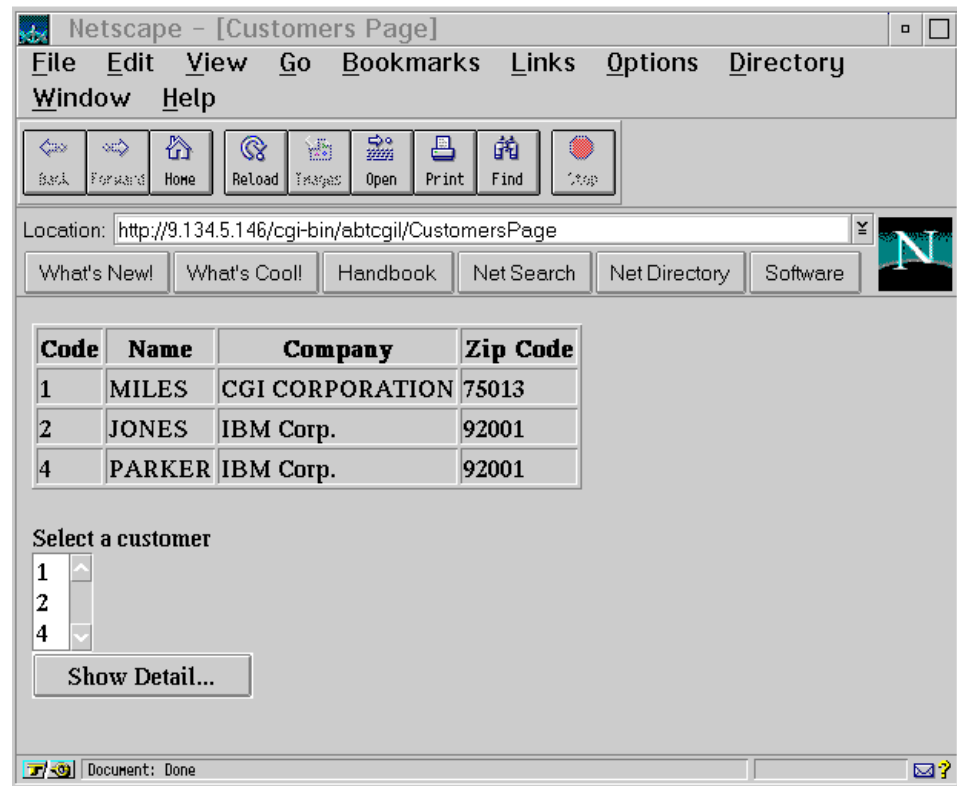 Netscape - [Customers Page]
File Edit View Go Bookmarks Links Options Directory
Window Help
Back Forward Home Reload Images Open Print Find Stop
Location: http://9.134.5.146/cgi-bin/abtcgil/CustomersPage
N
What's New! What's Cool! Handbook Net Search Net Directory Software
Code Name Company Zip Code
1 MILES CGI CORPORATION 75013
2 JONES IBM Corp. 92001
4 PARKER IBM Corp. 92001
Select a customer
1
2
4
Show Detail...
Document: Done